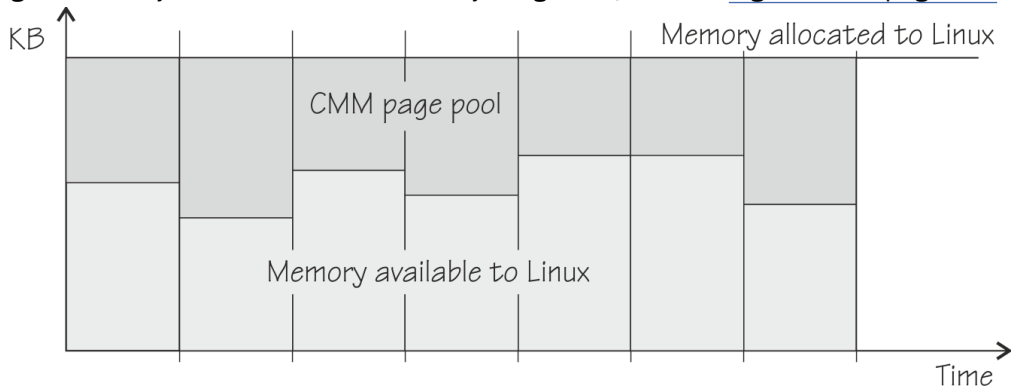 KB
Memory allocated to Linux
CMM page pool
Memory available to Linux
Time